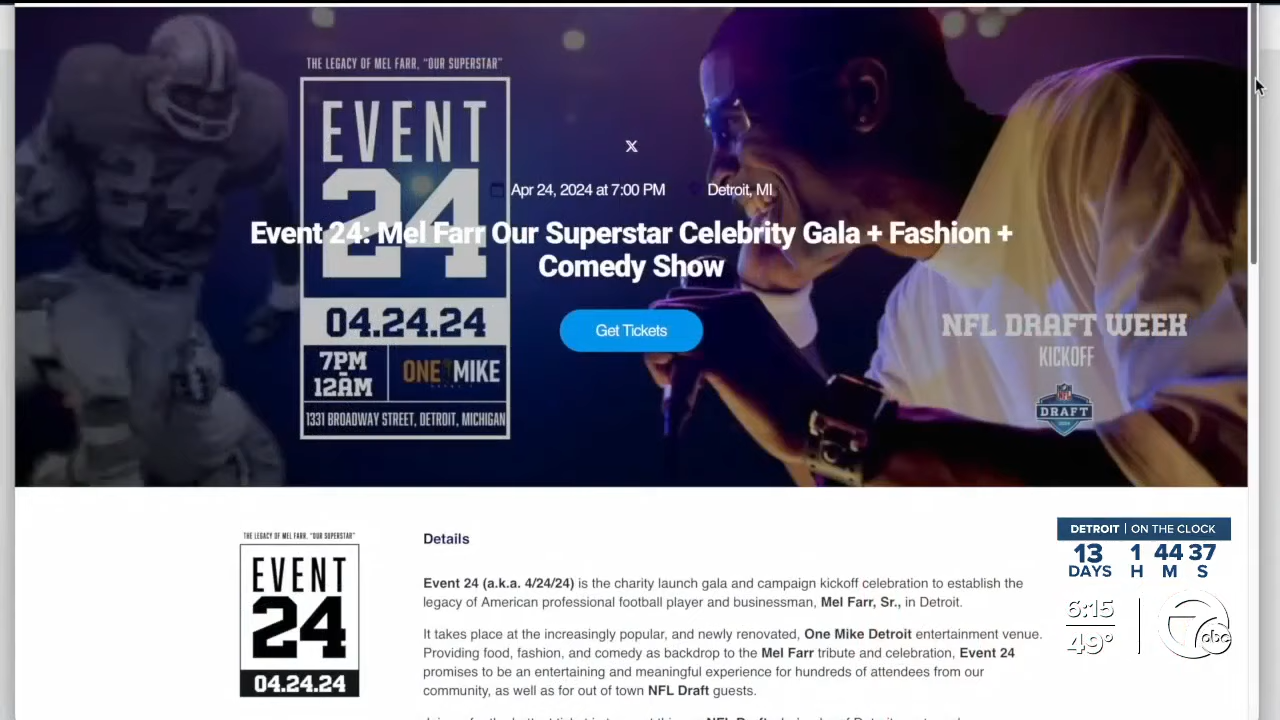 THE LEGACY OF MEL FARR, "OUR SUPERSTAR"
EVENT
24
04.24.24
7PM
-
12AM
ONE MIKE
1331 BROADWAY STREET, DETROIT, MICHIGAN
X
Apr 24, 2024 at 7:00 PM Detroit, MI
Event 24: Mel Farr Our Superstar Celebrity Gala + Fashion +
Comedy Show
Get Tickets
NFL DRAFT WEEK
KICKOFF
NFL
DRAFT
2024
THE LEGACY OF MEL FARR, "OUR SUPERSTAR"
EVENT
24
04.24.24
Details
Event 24 (a.k.a. 4/24/24) is the charity launch gala and campaign kickoff celebration to establish the
legacy of American professional football player and businessman, Mel Farr, Sr., in Detroit.
It takes place at the increasingly popular, and newly renovated, One Mike Detroit entertainment venue.
Providing food, fashion, and comedy as backdrop to the Mel Farr tribute and celebration, Event 24
promises to be an entertaining and meaningful experience for hundreds of attendees from our
community, as well as for out of town NFL Draft guests.
DETROIT | ON THE CLOCK
13 1 44 37
DAYS H M S
6:15
49°
7 abc